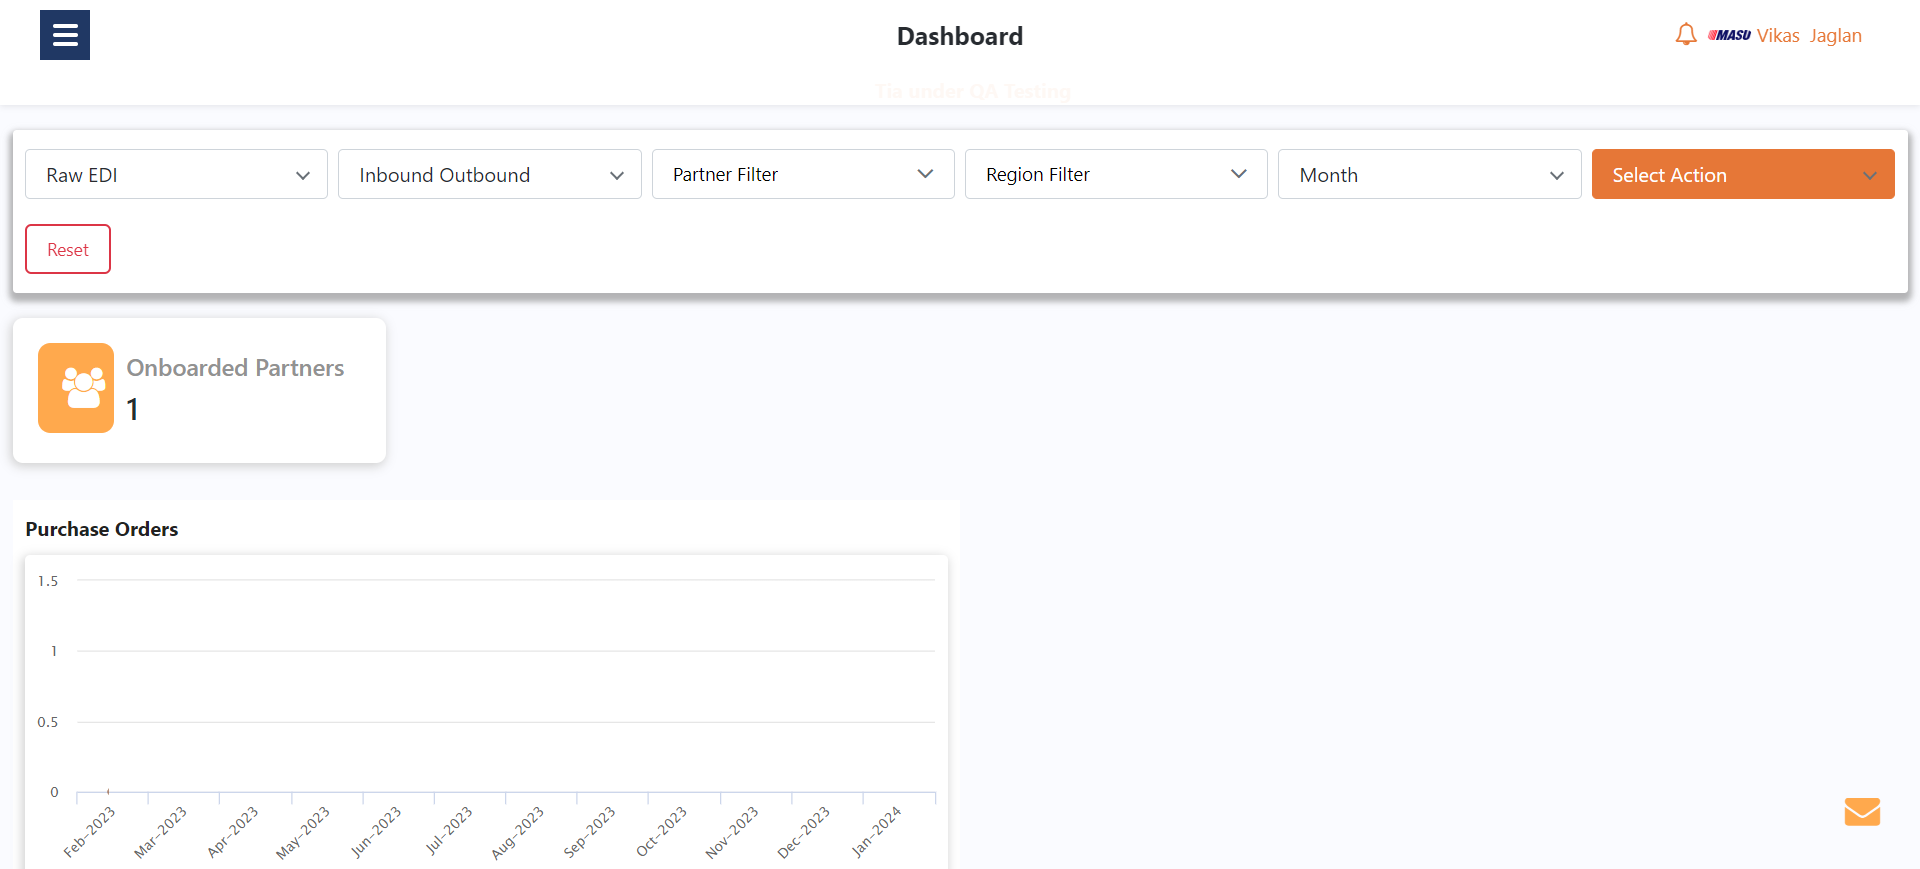 Dashboard
MASU Vikas Jaglan
Tia under QA Testing
Raw EDI
Inbound Outbound
Partner Filter
Region Filter
Month
Select Action
Reset
Onboarded Partners
1
Purchase Orders
1.5
1
0.5
0
Feb-2023
Mar-2023
Apr-2023
May-2023
Jun-2023
Jul-2023
Aug-2023
Sep-2023
Oct-2023
Nov-2023
Dec-2023
Jan-2024